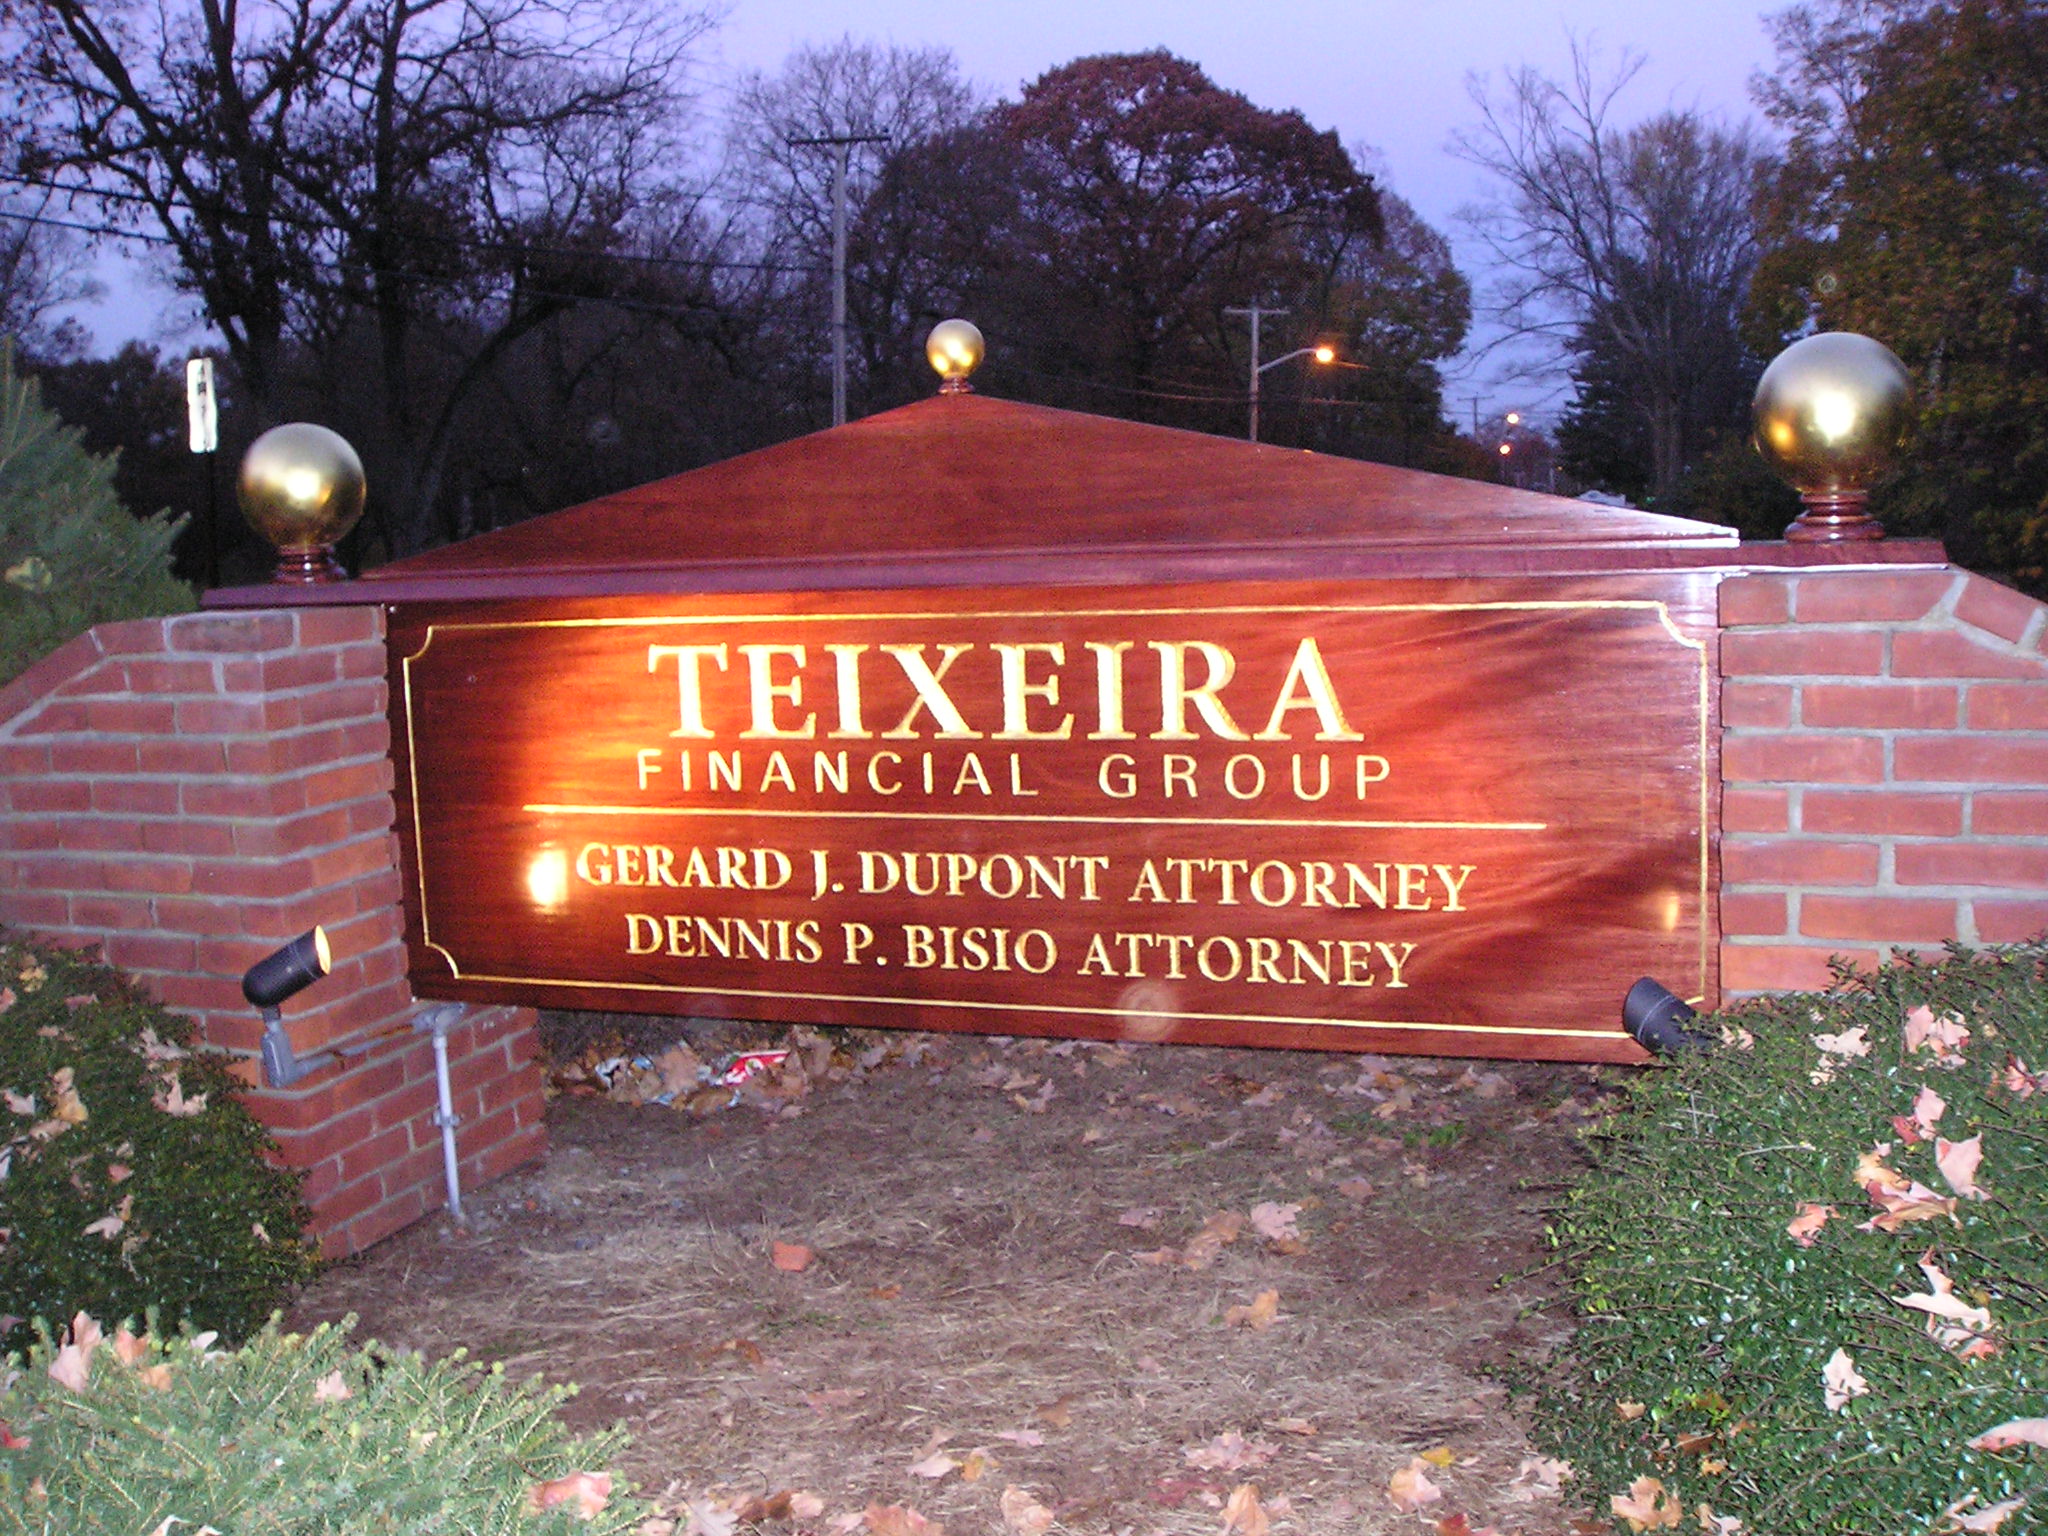 TEIXEIRA
FINANCIAL GROUP
GERARD J. DUPONT ATTORNEY
DENNIS P. BISIO ATTORNEY